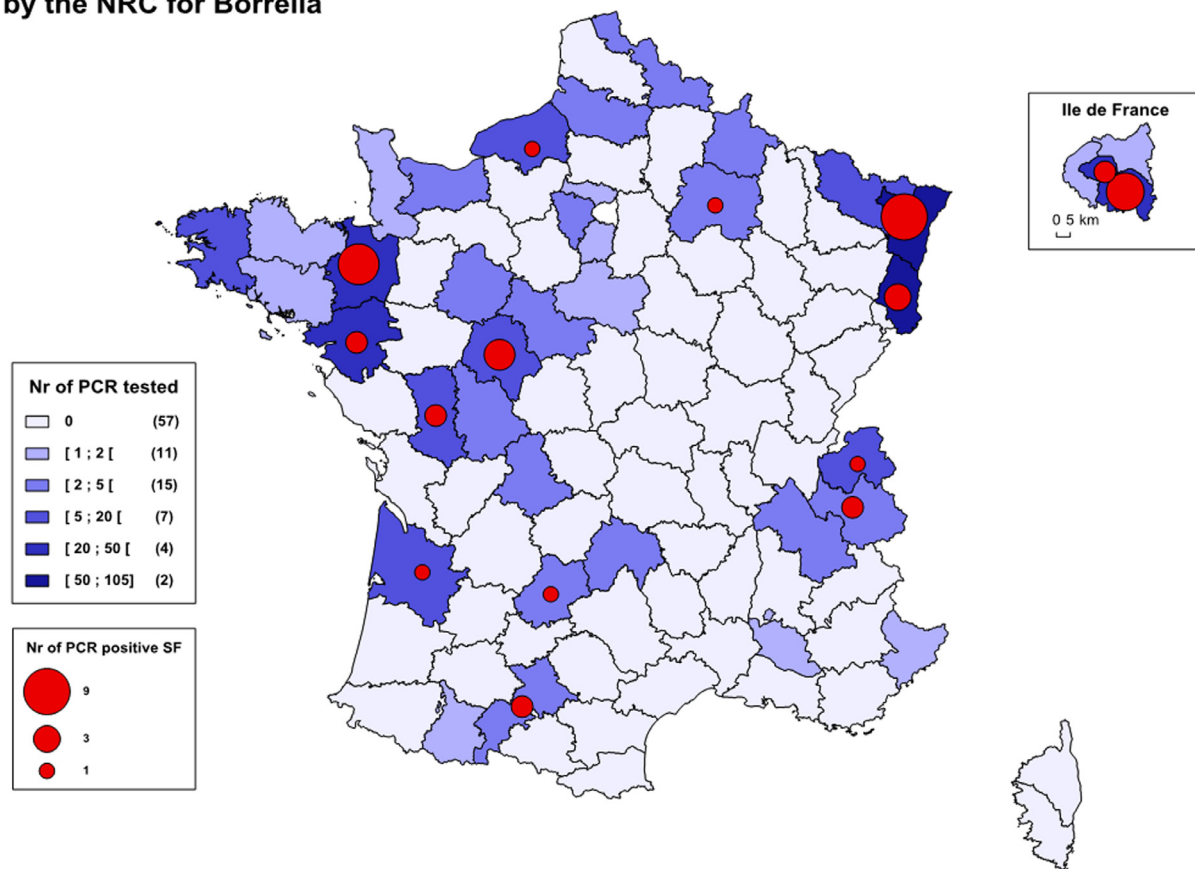 by the NRC for Borrelia
Ile de France
0 5 km
Nr of PCR tested
0 (57)
[ 1 ; 2 [ (11)
[ 2 ; 5 [ (15)
[ 5 ; 20 [ (7)
[ 20 ; 50 [ (4)
[ 50 ; 105] (2)
Nr of PCR positive SF
9
3
1